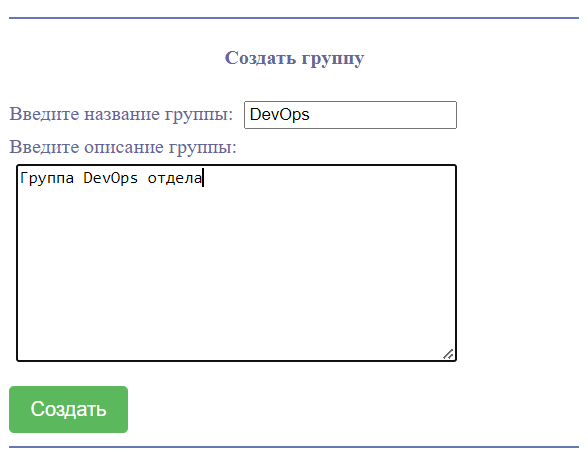 Создать группу
Введите название группы: DevOps
Введите описание группы:
Группа DevOps отдела
Создать